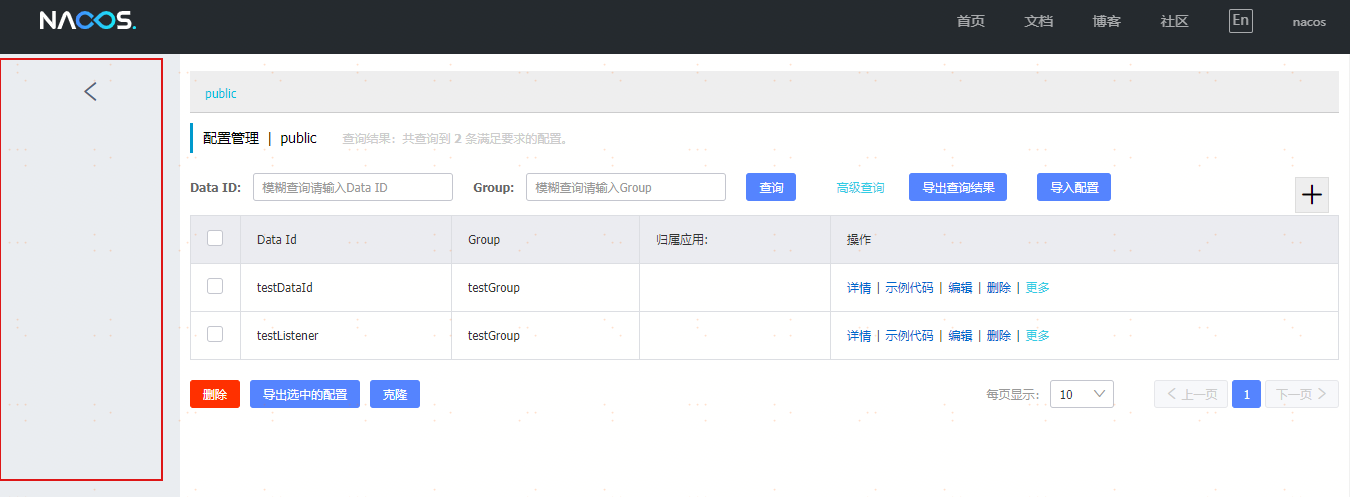 NACOS.
首页 文档 博客 社区 En nacos
public
配置管理 | public 查询结果：共查询到 2 条满足要求的配置。
Data ID: 模糊查询请输入Data ID Group: 模糊查询请输入Group 查询 高级查询 导出查询结果 导入配置
Data Id Group 归属应用: 操作
testDataId testGroup 详情 | 示例代码 | 编辑 | 删除 | 更多
testListener testGroup 详情 | 示例代码 | 编辑 | 删除 | 更多
删除 导出选中的配置 克隆 每页显示: 10 上一页 1 下一页